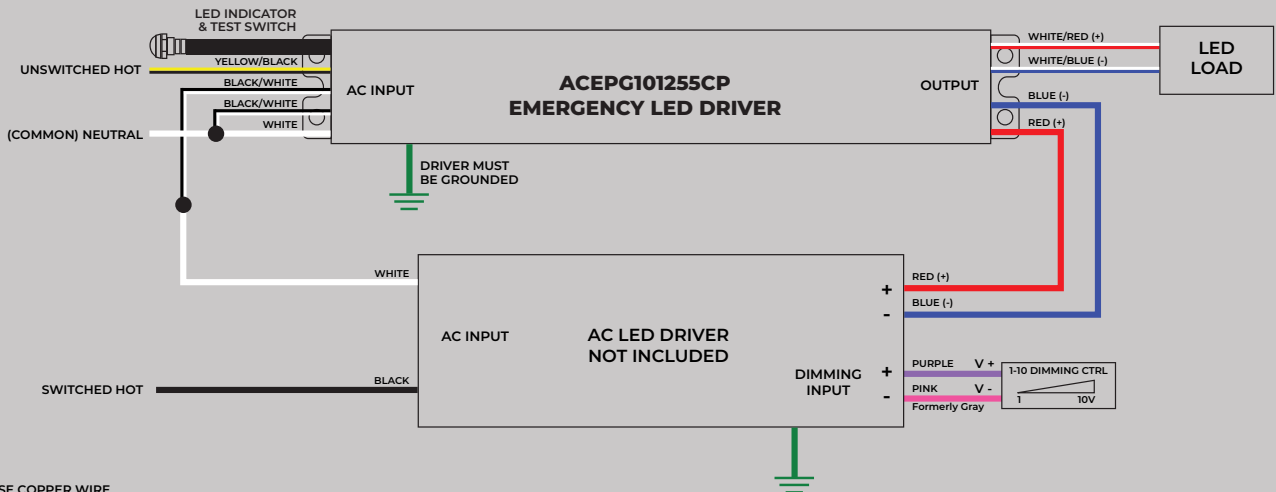 LED INDICATOR
& TEST SWITCH
UNSWITCHED HOT
YELLOW/BLACK
BLACK/WHITE
BLACK/WHITE
(COMMON) NEUTRAL
WHITE
AC INPUT
ACEPG101255CP
EMERGENCY LED DRIVER
OUTPUT
WHITE/RED (+)
WHITE/BLUE (-)
LED
LOAD
BLUE (-)
RED (+)
DRIVER MUST
BE GROUNDED
WHITE
AC INPUT
AC LED DRIVER
NOT INCLUDED
+
RED (+)
-
BLUE (-)
SWITCHED HOT
BLACK
DIMMING
INPUT
+
PURPLE V +
-
PINK V -
Formerly Gray
1-10 DIMMING CTRL
1 10V
COPPER WIRE